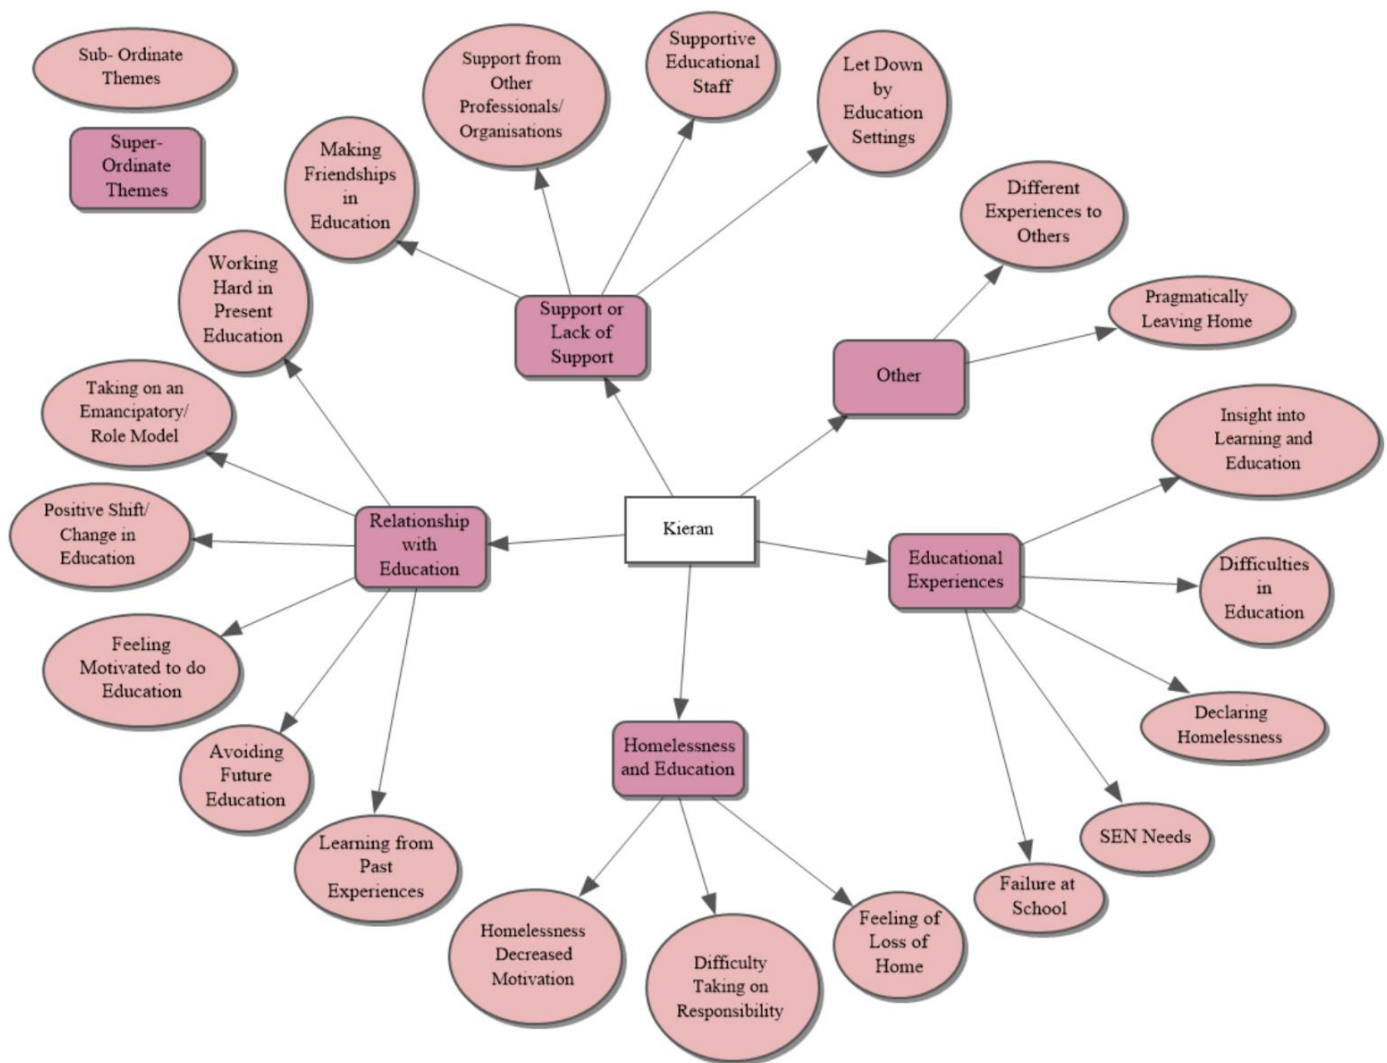 Sub- Ordinate
Themes
Super-
Ordinate
Themes
Support from
Other
Professionals/
Organisations
Supportive
Educational
Staff
Let Down
by
Education
Settings
Making
Friendships
in
Education
Different
Experiences to
Others
Working
Hard in
Present
Education
Support or
Lack of
Support
Pragmatically
Leaving Home
Other
Taking on an
Emancipatory/
Role Model
Insight into
Learning and
Education
Positive Shift/
Change in
Education
Relationship
with
Education
Kieran
Educational
Experiences
Difficulties
in
Education
Feeling
Motivated to do
Education
Declaring
Homelessness
Avoiding
Future
Education
Homelessness
and Education
SEN Needs
Learning from
Past
Experiences
Failure at
School
Homelessness
Decreased
Motivation
Difficulty
Taking on
Responsibility
Feeling of
Loss of
Home